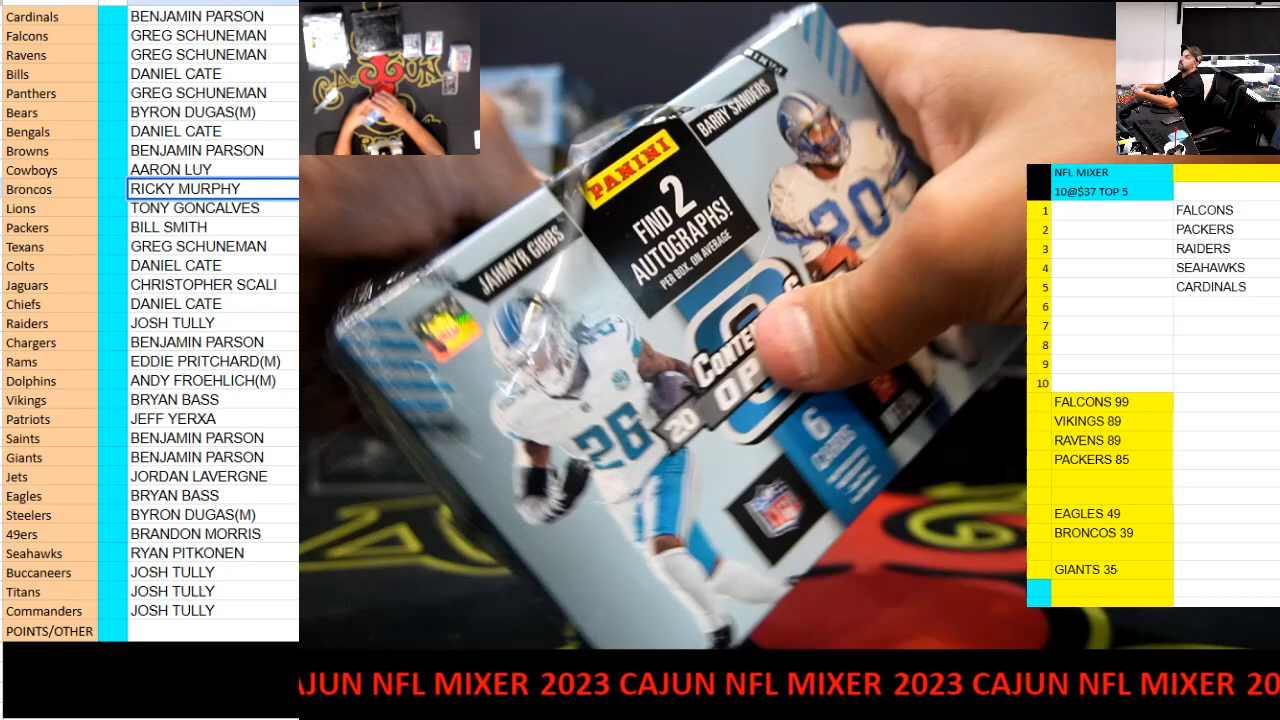 Cardinals BENJAMIN PARSON
Falcons GREG SCHUNEMAN
Ravens GREG SCHUNEMAN
Bills DANIEL CATE
Panthers GREG SCHUNEMAN
Bears BYRON DUGAS(M)
Bengals DANIEL CATE
Browns BENJAMIN PARSON
Cowboys AARON LUY
Broncos RICKY MURPHY
Lions TONY GONCALVES
Packers BILL SMITH
Texans GREG SCHUNEMAN
Colts DANIEL CATE
Jaguars CHRISTOPHER SCALI
Chiefs DANIEL CATE
Raiders JOSH TULLY
Chargers BENJAMIN PARSON
Rams EDDIE PRITCHARD(M)
Dolphins ANDY FROEHLICH(M)
Vikings BRYAN BASS
Patriots JEFF YERXA
Saints BENJAMIN PARSON
Giants BENJAMIN PARSON
Jets JORDAN LAVERGNE
Eagles BRYAN BASS
Steelers BYRON DUGAS(M)
49ers BRANDON MORRIS
Seahawks RYAN PITKONEN
Buccaneers JOSH TULLY
Titans JOSH TULLY
Commanders JOSH TULLY
POINTS/OTHER
PANINI
FIND 2
AUTOGRAPHS!
PER BOX, ON AVERAGE
BARRY SANDERS
JAHMYR GIBBS
20
26
20
6
CARDS
NFL
NFL MIXER
10@$37 TOP 5
1 FALCONS
2 PACKERS
3 RAIDERS
4 SEAHAWKS
5 CARDINALS
6
7
8
9
10
FALCONS 99
VIKINGS 89
RAVENS 89
PACKERS 85
EAGLES 49
BRONCOS 39
GIANTS 35
AJUN NFL MIXER 2023 CAJUN NFL MIXER 2023 CAJUN NFL MIXER 20